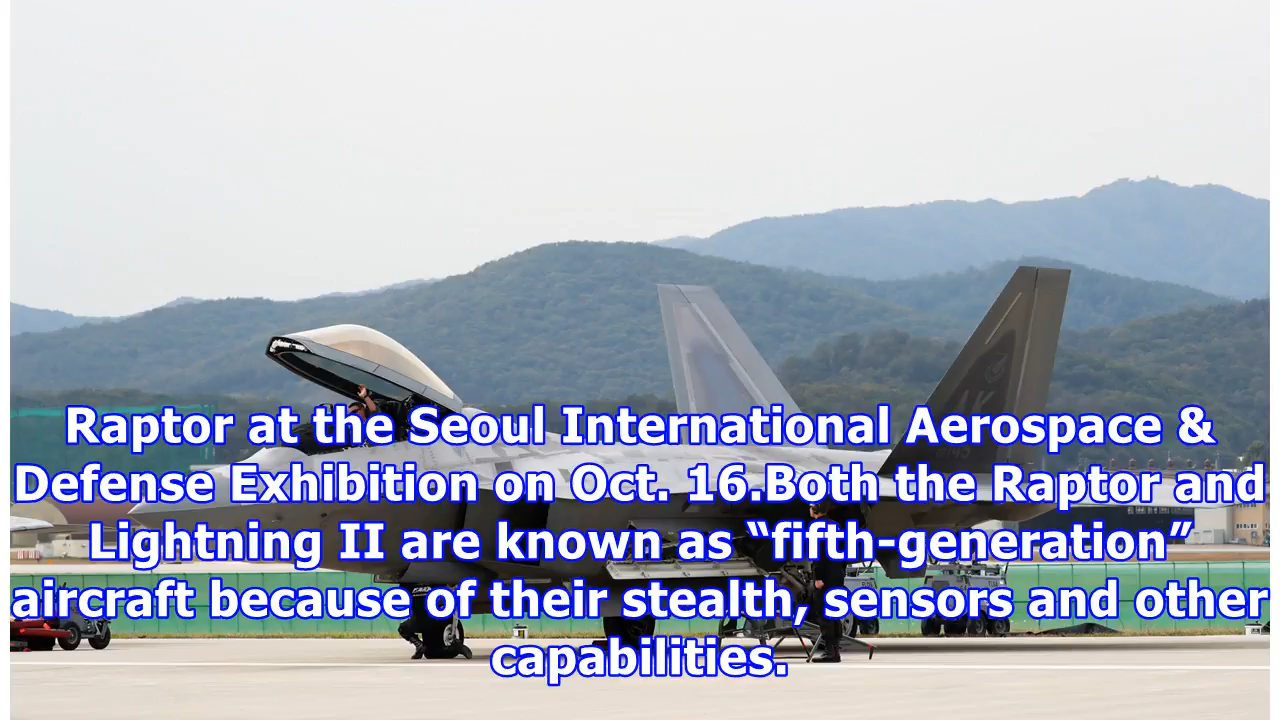 AK
Raptor at the Seoul International Aerospace &
Defense Exhibition on Oct. 16.Both the Raptor and
Lightning II are known as “fifth-generation”
aircraft because of their stealth, sensors and other
capabilities.